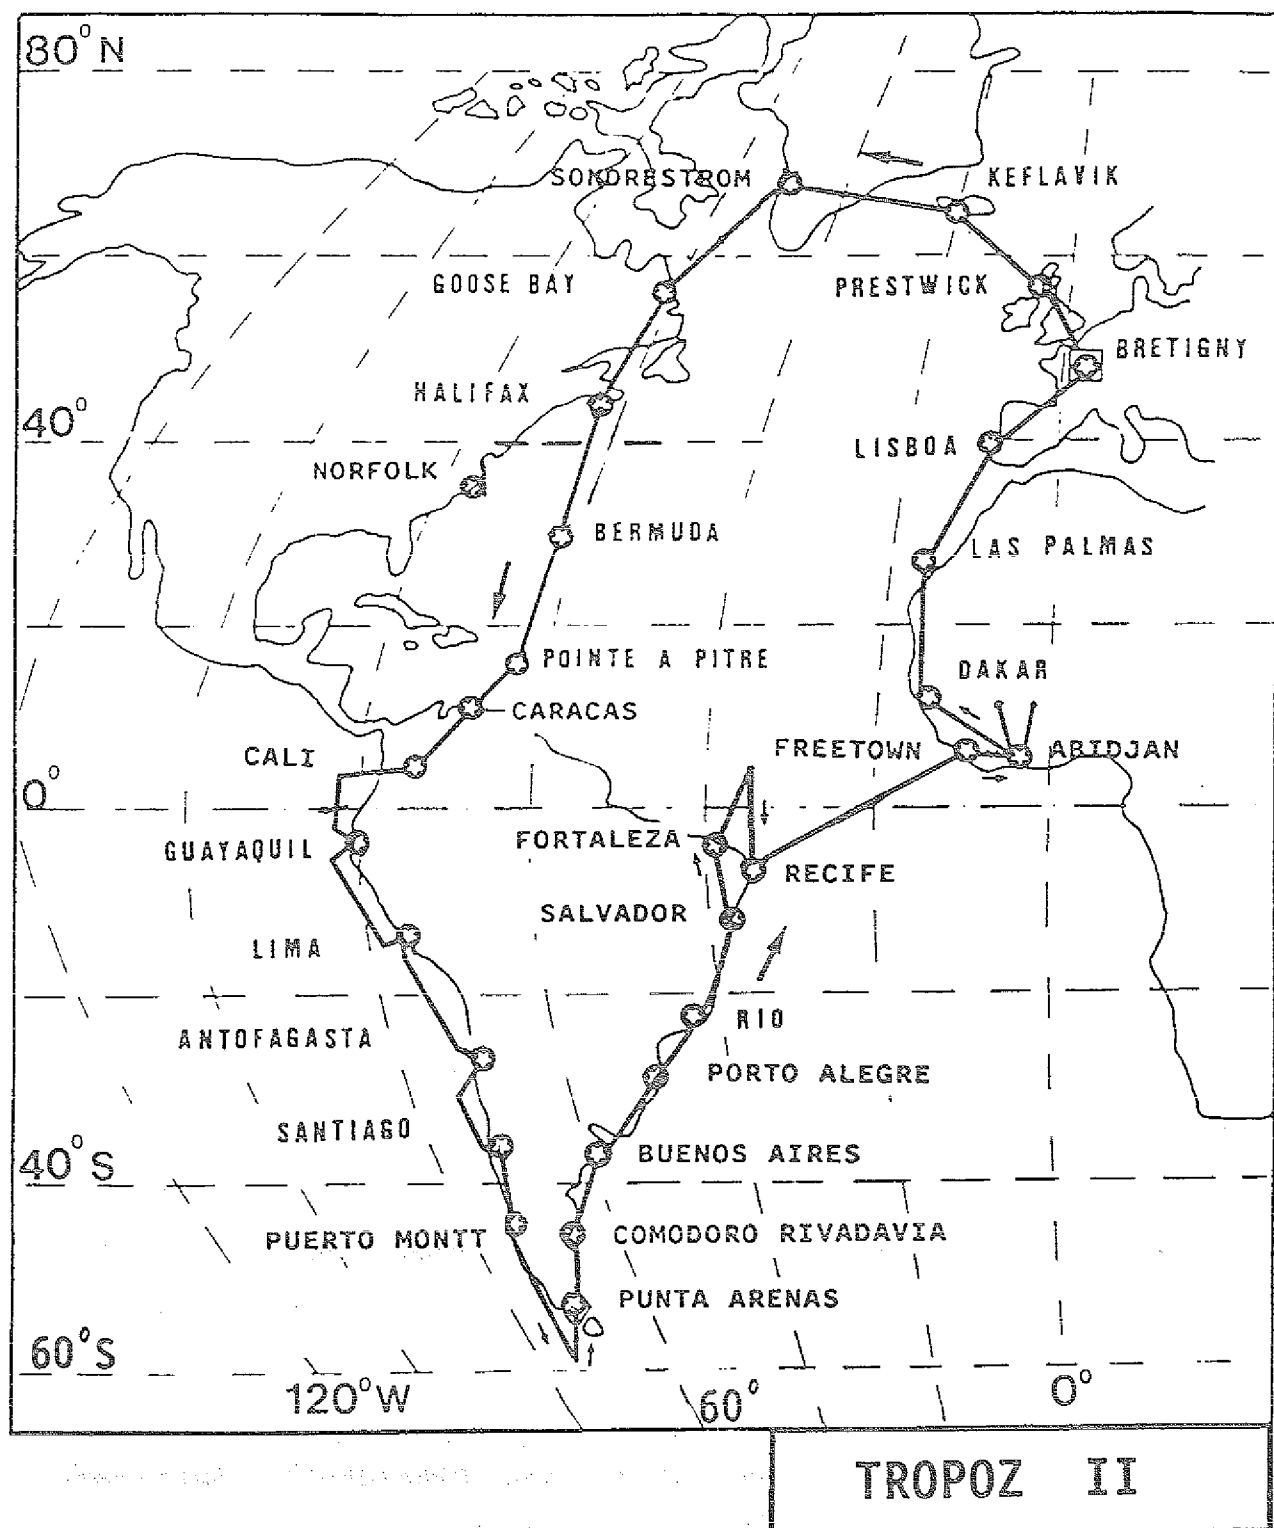 80°N
SONDRESTROM
KEFLAVIK
GOOSE BAY
PRESTWICK
BRETIGNY
HALIFAX
40°
LISBOA
NORFOLK
BERMUDA
LAS PALMAS
POINTE A PITRE
DAKAR
CARACAS
CALI
FREETOWN
ABIDJAN
0°
GUAYAQUIL
FORTALEZA
RECIFE
SALVADOR
LIMA
RIO
ANTOFAGASTA
PORTO ALEGRE
SANTIAGO
BUENOS AIRES
40°S
PUERTO MONTT
COMODORO RIVADAVIA
PUNTA ARENAS
60°S
120°W
60°
0°
TROPOZ II